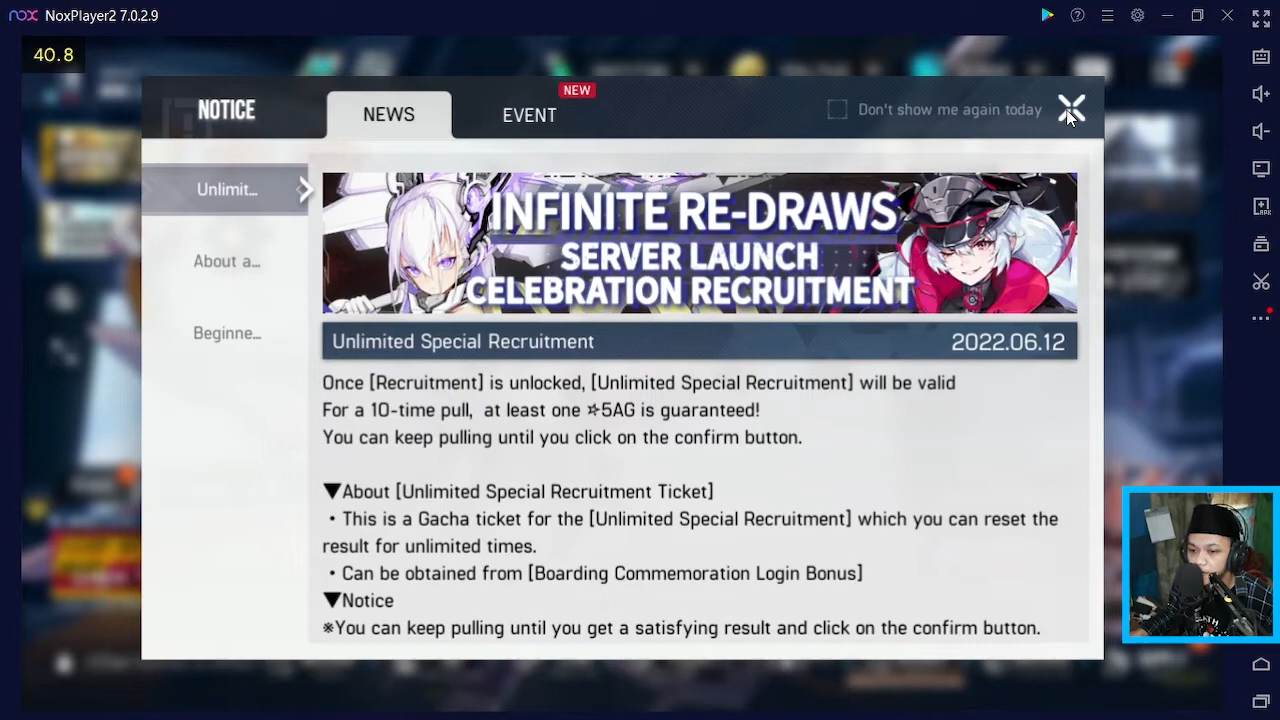 nox NoxPlayer2 7.0.2.9
40.8
NOTICE
NEWS
EVENT
NEW
Don't show me again today
Unlimit...
About a...
Beginne...
INFINITE RE-DRAWS
SERVER LAUNCH
CELEBRATION RECRUITMENT
Unlimited Special Recruitment
2022.06.12
Once [Recruitment] is unlocked, [Unlimited Special Recruitment] will be valid
For a 10-time pull, at least one ☆5AG is guaranteed!
You can keep pulling until you click on the confirm button.
▼About [Unlimited Special Recruitment Ticket]
・This is a Gacha ticket for the [Unlimited Special Recruitment] which you can reset the
result for unlimited times.
・Can be obtained from [Boarding Commemoration Login Bonus]
▼Notice
※You can keep pulling until you get a satisfying result and click on the confirm button.